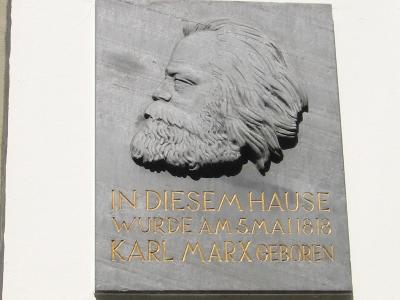 IN DIESEM HAUSE
WURDE AM 5.MAI 1818
KARL MARX GEBOREN